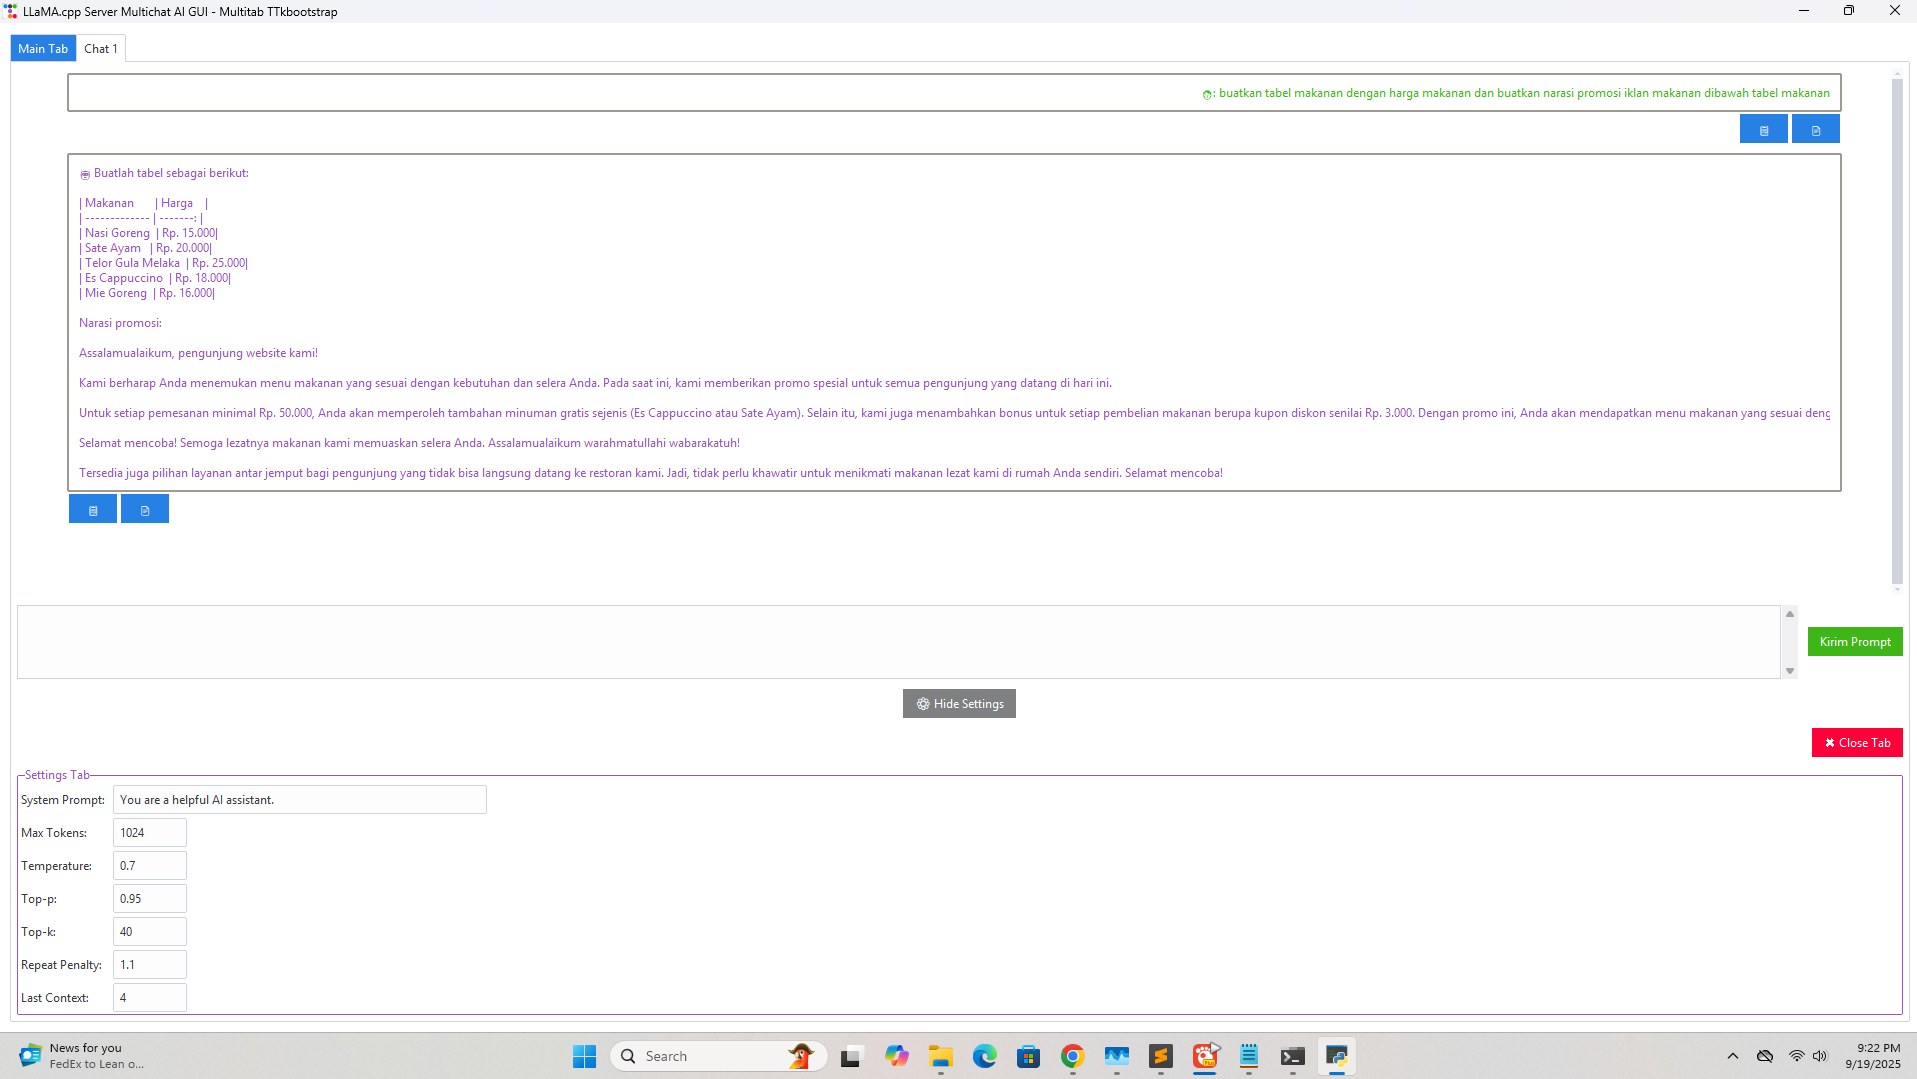 LLaMA.cpp Server Multichat AI GUI - Multitab TTkbootstrap
Main Tab
Chat 1
: buatkan tabel makanan dengan harga makanan dan buatkan narasi promosi iklan makanan dibawah tabel makanan
Buatlah tabel sebagai berikut:
| Makanan | Harga |
| ------------- | -------: |
| Nasi Goreng | Rp. 15.000|
| Sate Ayam | Rp. 20.000|
| Telor Gula Melaka | Rp. 25.000|
| Es Cappuccino | Rp. 18.000|
| Mie Goreng | Rp. 16.000|
Narasi promosi:
Assalamualaikum, pengunjung website kami!
Kami berharap Anda menemukan menu makanan yang sesuai dengan kebutuhan dan selera Anda. Pada saat ini, kami memberikan promo spesial untuk semua pengunjung yang datang di hari ini.
Untuk setiap pemesanan minimal Rp. 50.000, Anda akan memperoleh tambahan minuman gratis sejenis (Es Cappuccino atau Sate Ayam). Selain itu, kami juga menambahkan bonus untuk setiap pembelian makanan berupa kupon diskon senilai Rp. 3.000. Dengan promo ini, Anda akan mendapatkan menu makanan yang sesuai deng
Selamat mencoba! Semoga lezatnya makanan kami memuaskan selera Anda. Assalamualaikum warahmatullahi wabarakatuh!
Tersedia juga pilihan layanan antar jemput bagi pengunjung yang tidak bisa langsung datang ke restoran kami. Jadi, tidak perlu khawatir untuk menikmati makanan lezat kami di rumah Anda sendiri. Selamat mencoba!
Kirim Prompt
Hide Settings
Close Tab
Settings Tab
System Prompt: You are a helpful AI assistant.
Max Tokens: 1024
Temperature: 0.7
Top-p: 0.95
Top-k: 40
Repeat Penalty: 1.1
Last Context: 4
News for you
FedEx to Lean o...
Search
9:22 PM
9/19/2025